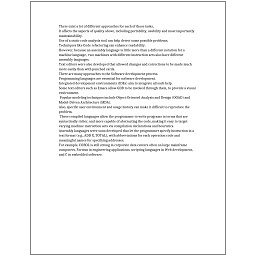 There exist a lot of different approaches for each of those tasks.
It affects the aspects of quality above, including portability, usability and most importantly
maintainability.
Use of a static code analysis tool can help detect some possible problems.
Techniques like Code refactoring can enhance readability.
However, because an assembly language is little more than a different notation for a
machine language, two machines with different instruction sets also have different
assembly languages.
Text editors were also developed that allowed changes and corrections to be made much
more easily than with punched cards.
There are many approaches to the Software development process.
Programming languages are essential for software development.
Integrated development environments (IDEs) aim to integrate all such help.
Some text editors such as Emacs allow GDB to be invoked through them, to provide a visual
environment.
Popular modeling techniques include Object-Oriented Analysis and Design (OOAD) and
Model-Driven Architecture (MDA).
Also, specific user environment and usage history can make it difficult to reproduce the
problem.
These compiled languages allow the programmer to write programs in terms that are
syntactically richer, and more capable of abstracting the code, making it easy to target
varying machine instruction sets via compilation declarations and heuristics.
Assembly languages were soon developed that let the programmer specify instruction in a
text format (e.g., ADD X, TOTAL), with abbreviations for each operation code and
meaningful names for specifying addresses.
For example, COBOL is still strong in corporate data centers often on large mainframe
computers, Fortran in engineering applications, scripting languages in Web development,
and C in embedded software.